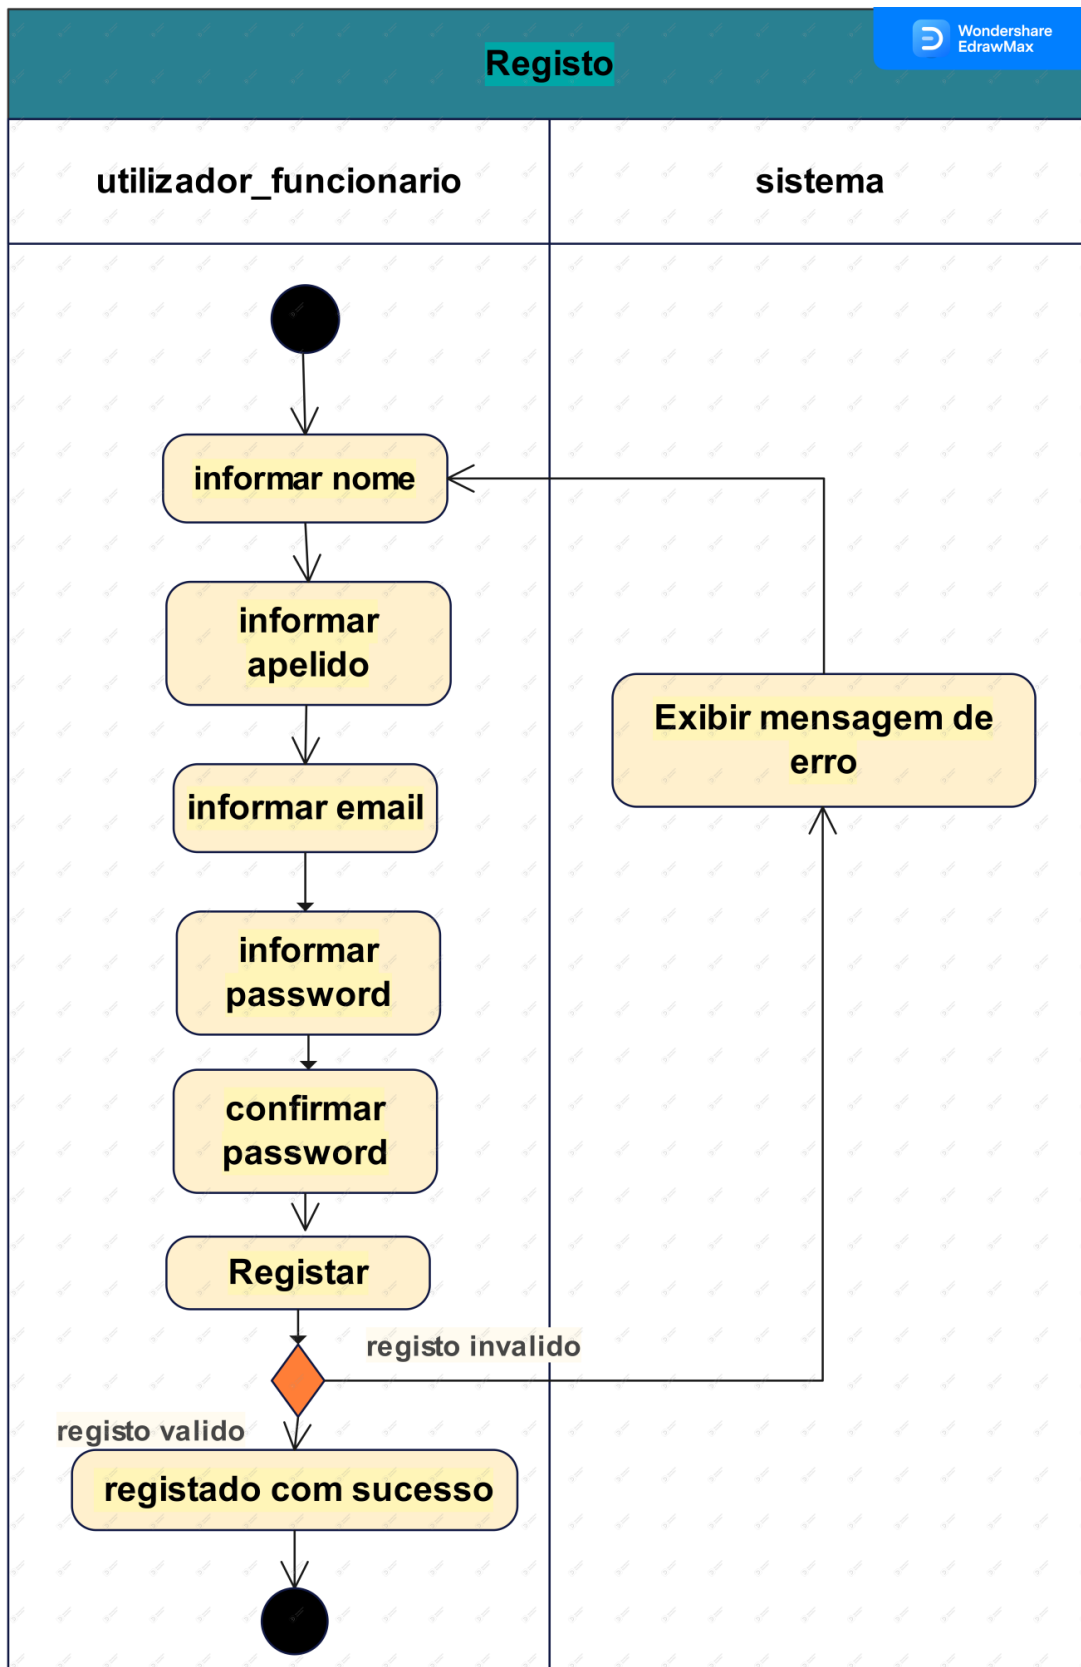 Registo
Wondershare
EdrawMax
utilizador_funcionario
sistema
informar nome
informar
apelido
Exibir mensagem de
erro
informar email
informar
password
confirmar
password
Registar
registo invalido
registo valido
registado com sucesso